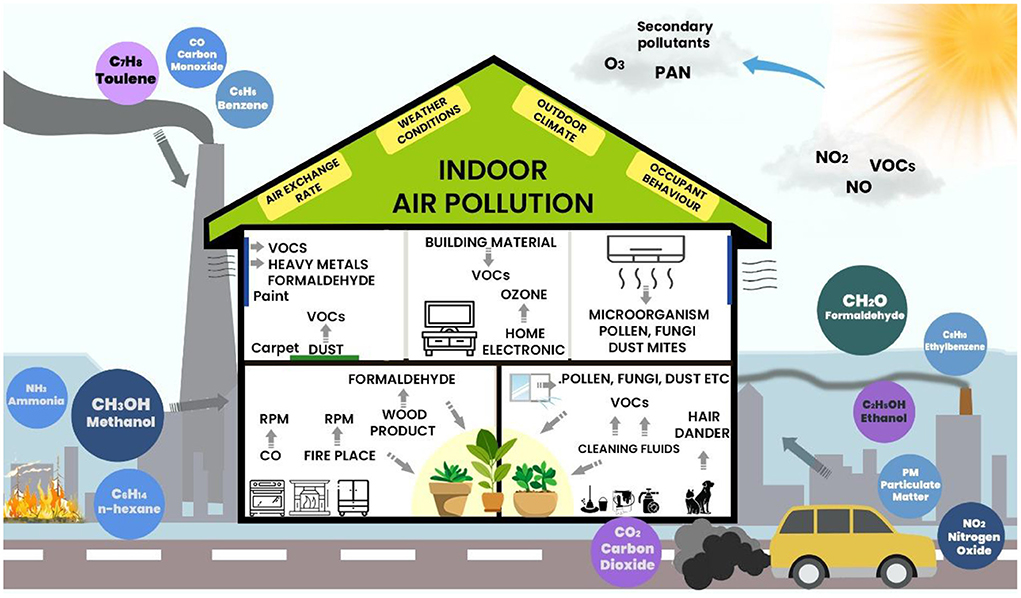 Secondary
pollutants
O₃
PAN
C₇H₈
Toulene
CO
Carbon
Monoxide
C₆H₆
Benzene
WEATHER
CONDITIONS
OUTDOOR
CLIMATE
AIR EXCHANGE
RATE
OCCUPANT
BEHAVIOUR
INDOOR
AIR POLLUTION
NO₂
VOCs
NO
VOCS
HEAVY METALS
FORMALDEHYDE
Paint
VOCs
Carpet
DUST
BUILDING MATERIAL
VOCs
OZONE
HOME
ELECTRONIC
MICROORGANISM
POLLEN, FUNGI
DUST MITES
CH₂O
Formaldehyde
C₈H₁₀
Ethylbenzene
NH₃
Ammonia
CH₃OH
Methanol
C₆H₁₄
n-hexane
FORMALDEHYDE
WOOD
PRODUCT
RPM
CO
RPM
FIRE PLACE
.POLLEN, FUNGI, DUST ETC
VOCs
CLEANING FLUIDS
HAIR
DANDER
C₂H₅OH
Ethanol
PM
Particulate
Matter
NO₂
Nitrogen
Oxide
CO₂
Carbon
Dioxide